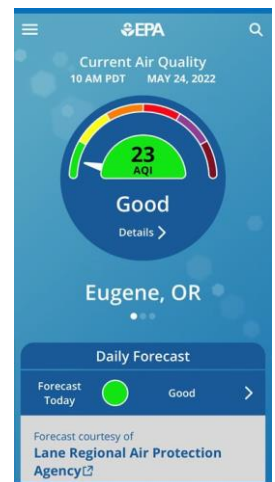 EPA
Current Air Quality
10 AM PDT MAY 24, 2022
23
AQI
Good
Details
Eugene, OR
Daily Forecast
Forecast
Today
Good
Forecast courtesy of
Lane Regional Air Protection
Agency